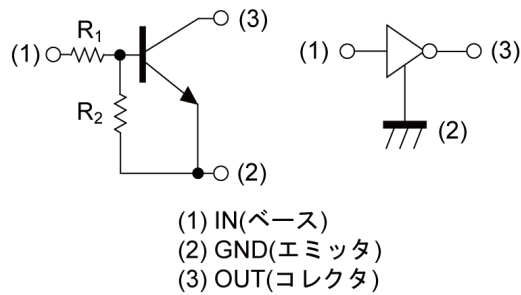 (3)
R1
(1)
R2
(2)
(1)
(3)
(2)
(1) IN(ベース)
(2) GND(エミッタ)
(3) OUT(コレクタ)